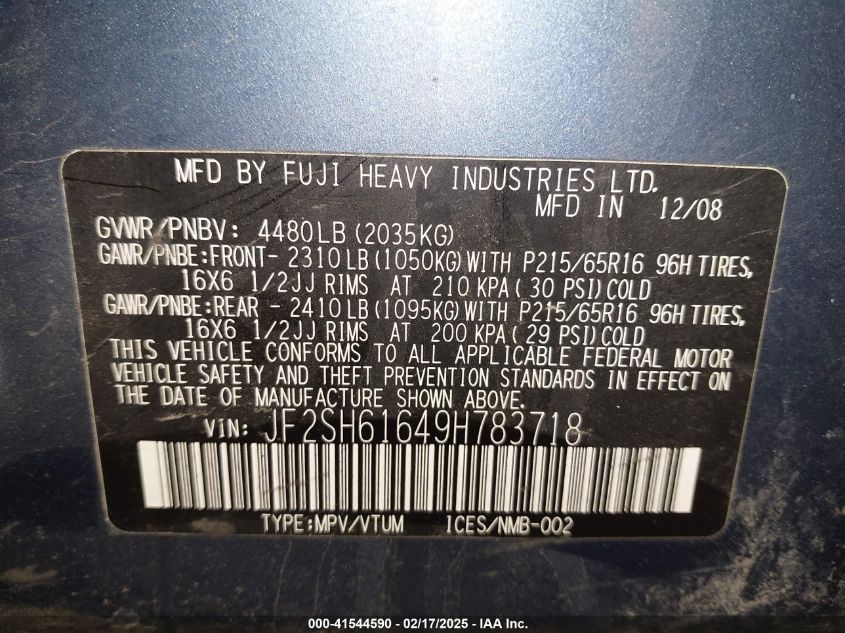 MFD BY FUJI HEAVY INDUSTRIES LTD.
MFD IN 12/08
GVWR/PNBV: 4480LB (2035KG)
GAWR/PNBE:FRONT- 2310LB(1050KG)WITH P215/65R16 96H TIRES,
16X6 1/2JJ RIMS AT 210 KPA( 30 PSI)COLD
GAWR/PNBE:REAR - 2410LB(1095KG)WITH P215/65R16 96H TIRES,
16X6 1/2JJ RIMS AT 200 KPA(29 PSI)COLD
THIS VEHICLE CONFORMS TO ALL APPLICABLE FEDERAL MOTOR
VEHICLE SAFETY AND THEFT PREVENTION STANDARDS IN EFFECT ON
THE DATE OF MANUFACTURE SHOWN ABOVE.
VIN: JF2SH61649H783718
TYPE:MPV/VTUM ICES/NMB-002
000-41544590 - 02/17/2025 - IAA Inc.